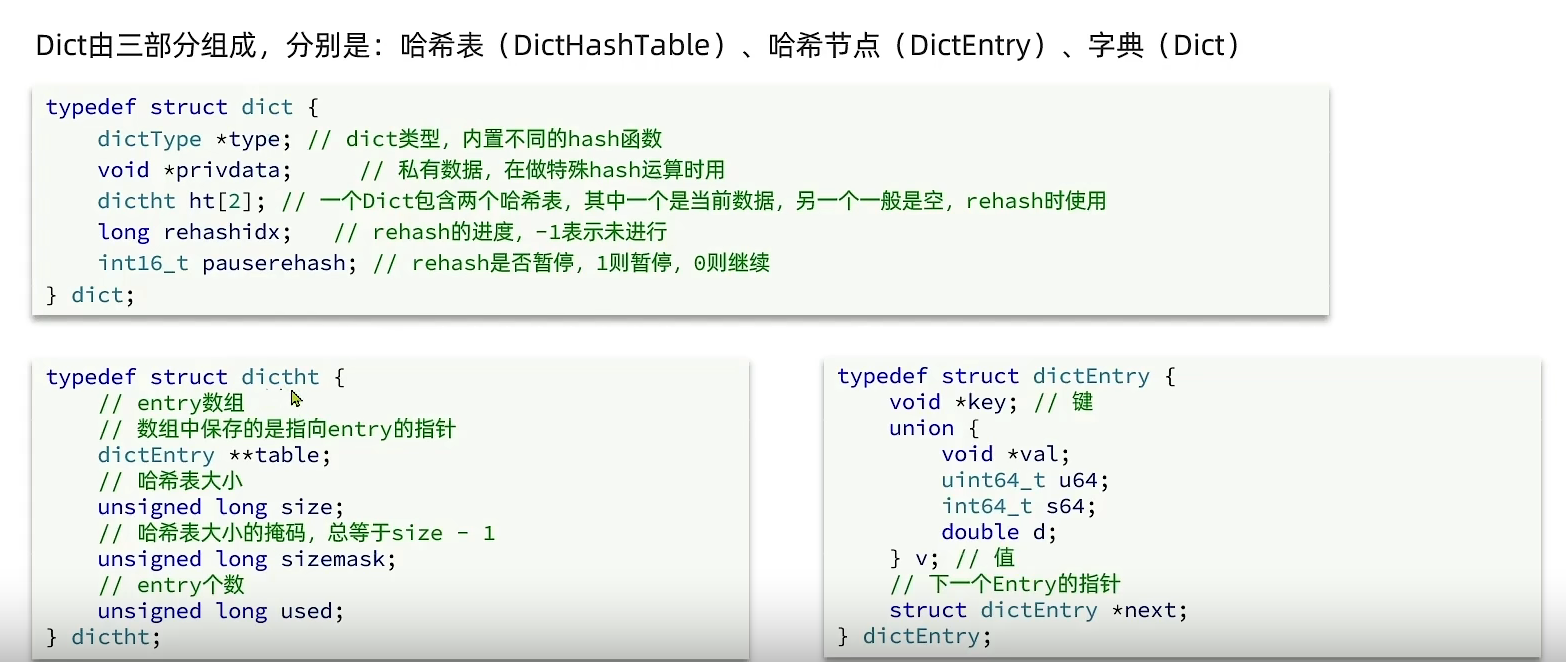 Dict由三部分组成，分别是：哈希表（DictHashTable）、哈希节点（DictEntry）、字典（Dict）
typedef struct dict {
    dictType *type; // dict类型，内置不同的hash函数
    void *privdata;     // 私有数据，在做特殊hash运算时用
    dictht ht[2]; // 一个Dict包含两个哈希表，其中一个是当前数据，另一个一般是空，rehash时使用
    long rehashidx;   // rehash的进度，-1表示未进行
    int16_t pauserehash; // rehash是否暂停，1则暂停，0则继续
} dict;
typedef struct dictht {
    // entry数组
    // 数组中保存的是指向entry的指针
    dictEntry **table;
    // 哈希表大小
    unsigned long size;
    // 哈希表大小的掩码，总等于size - 1
    unsigned long sizemask;
    // entry个数
    unsigned long used;
} dictht;
typedef struct dictEntry {
    void *key; // 键
    union {
        void *val;
        uint64_t u64;
        int64_t s64;
        double d;
    } v; // 值
    // 下一个Entry的指针
    struct dictEntry *next;
} dictEntry;